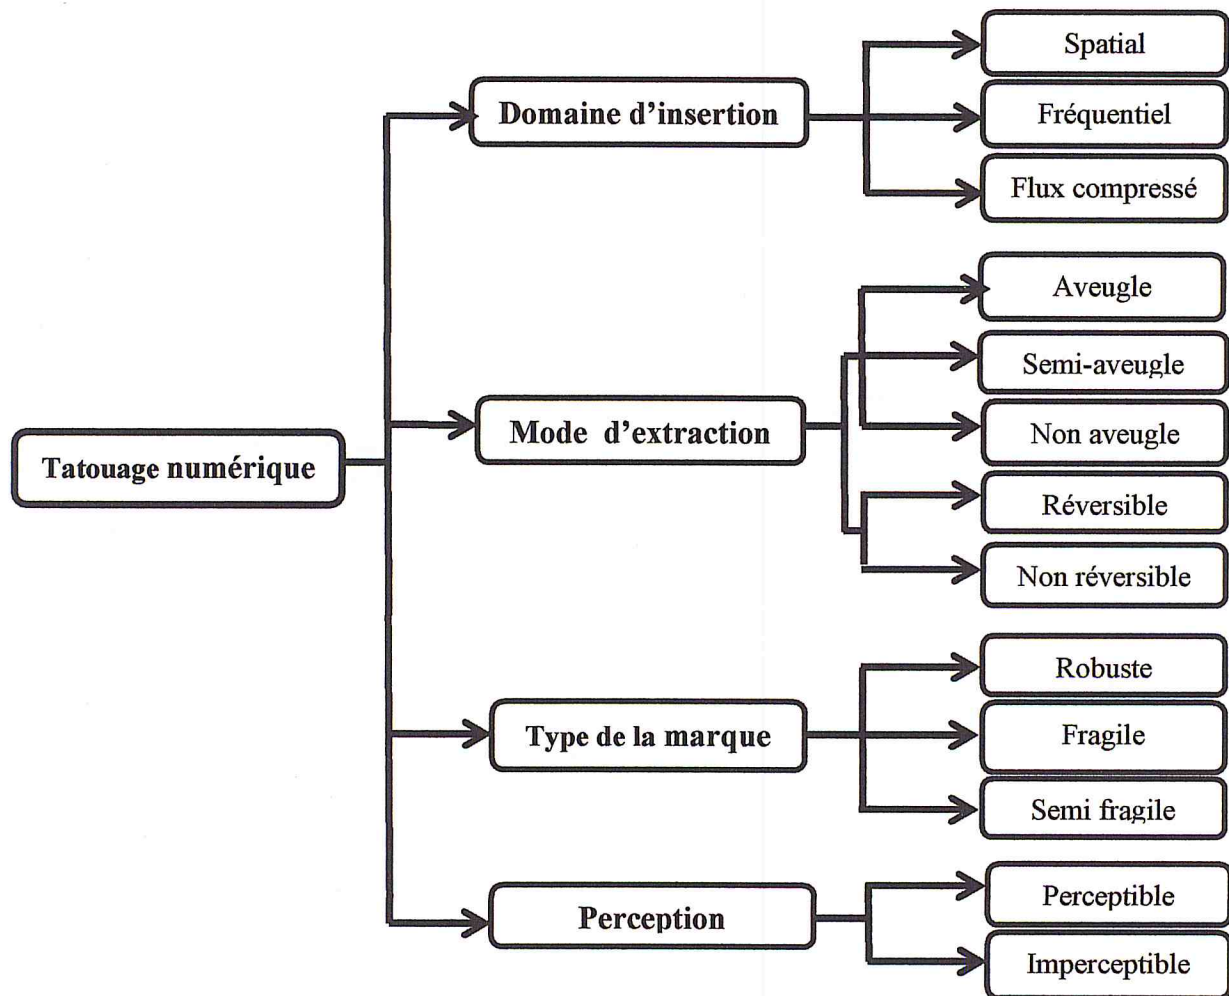 Spatial
Domaine d'insertion
Fréquentiel
Flux compressé
Aveugle
Semi-aveugle
Mode d'extraction
Non aveugle
Tatouage numérique
Réversible
Non réversible
Robuste
Type de la marque
Fragile
Semi fragile
Perceptible
Perception
Imperceptible